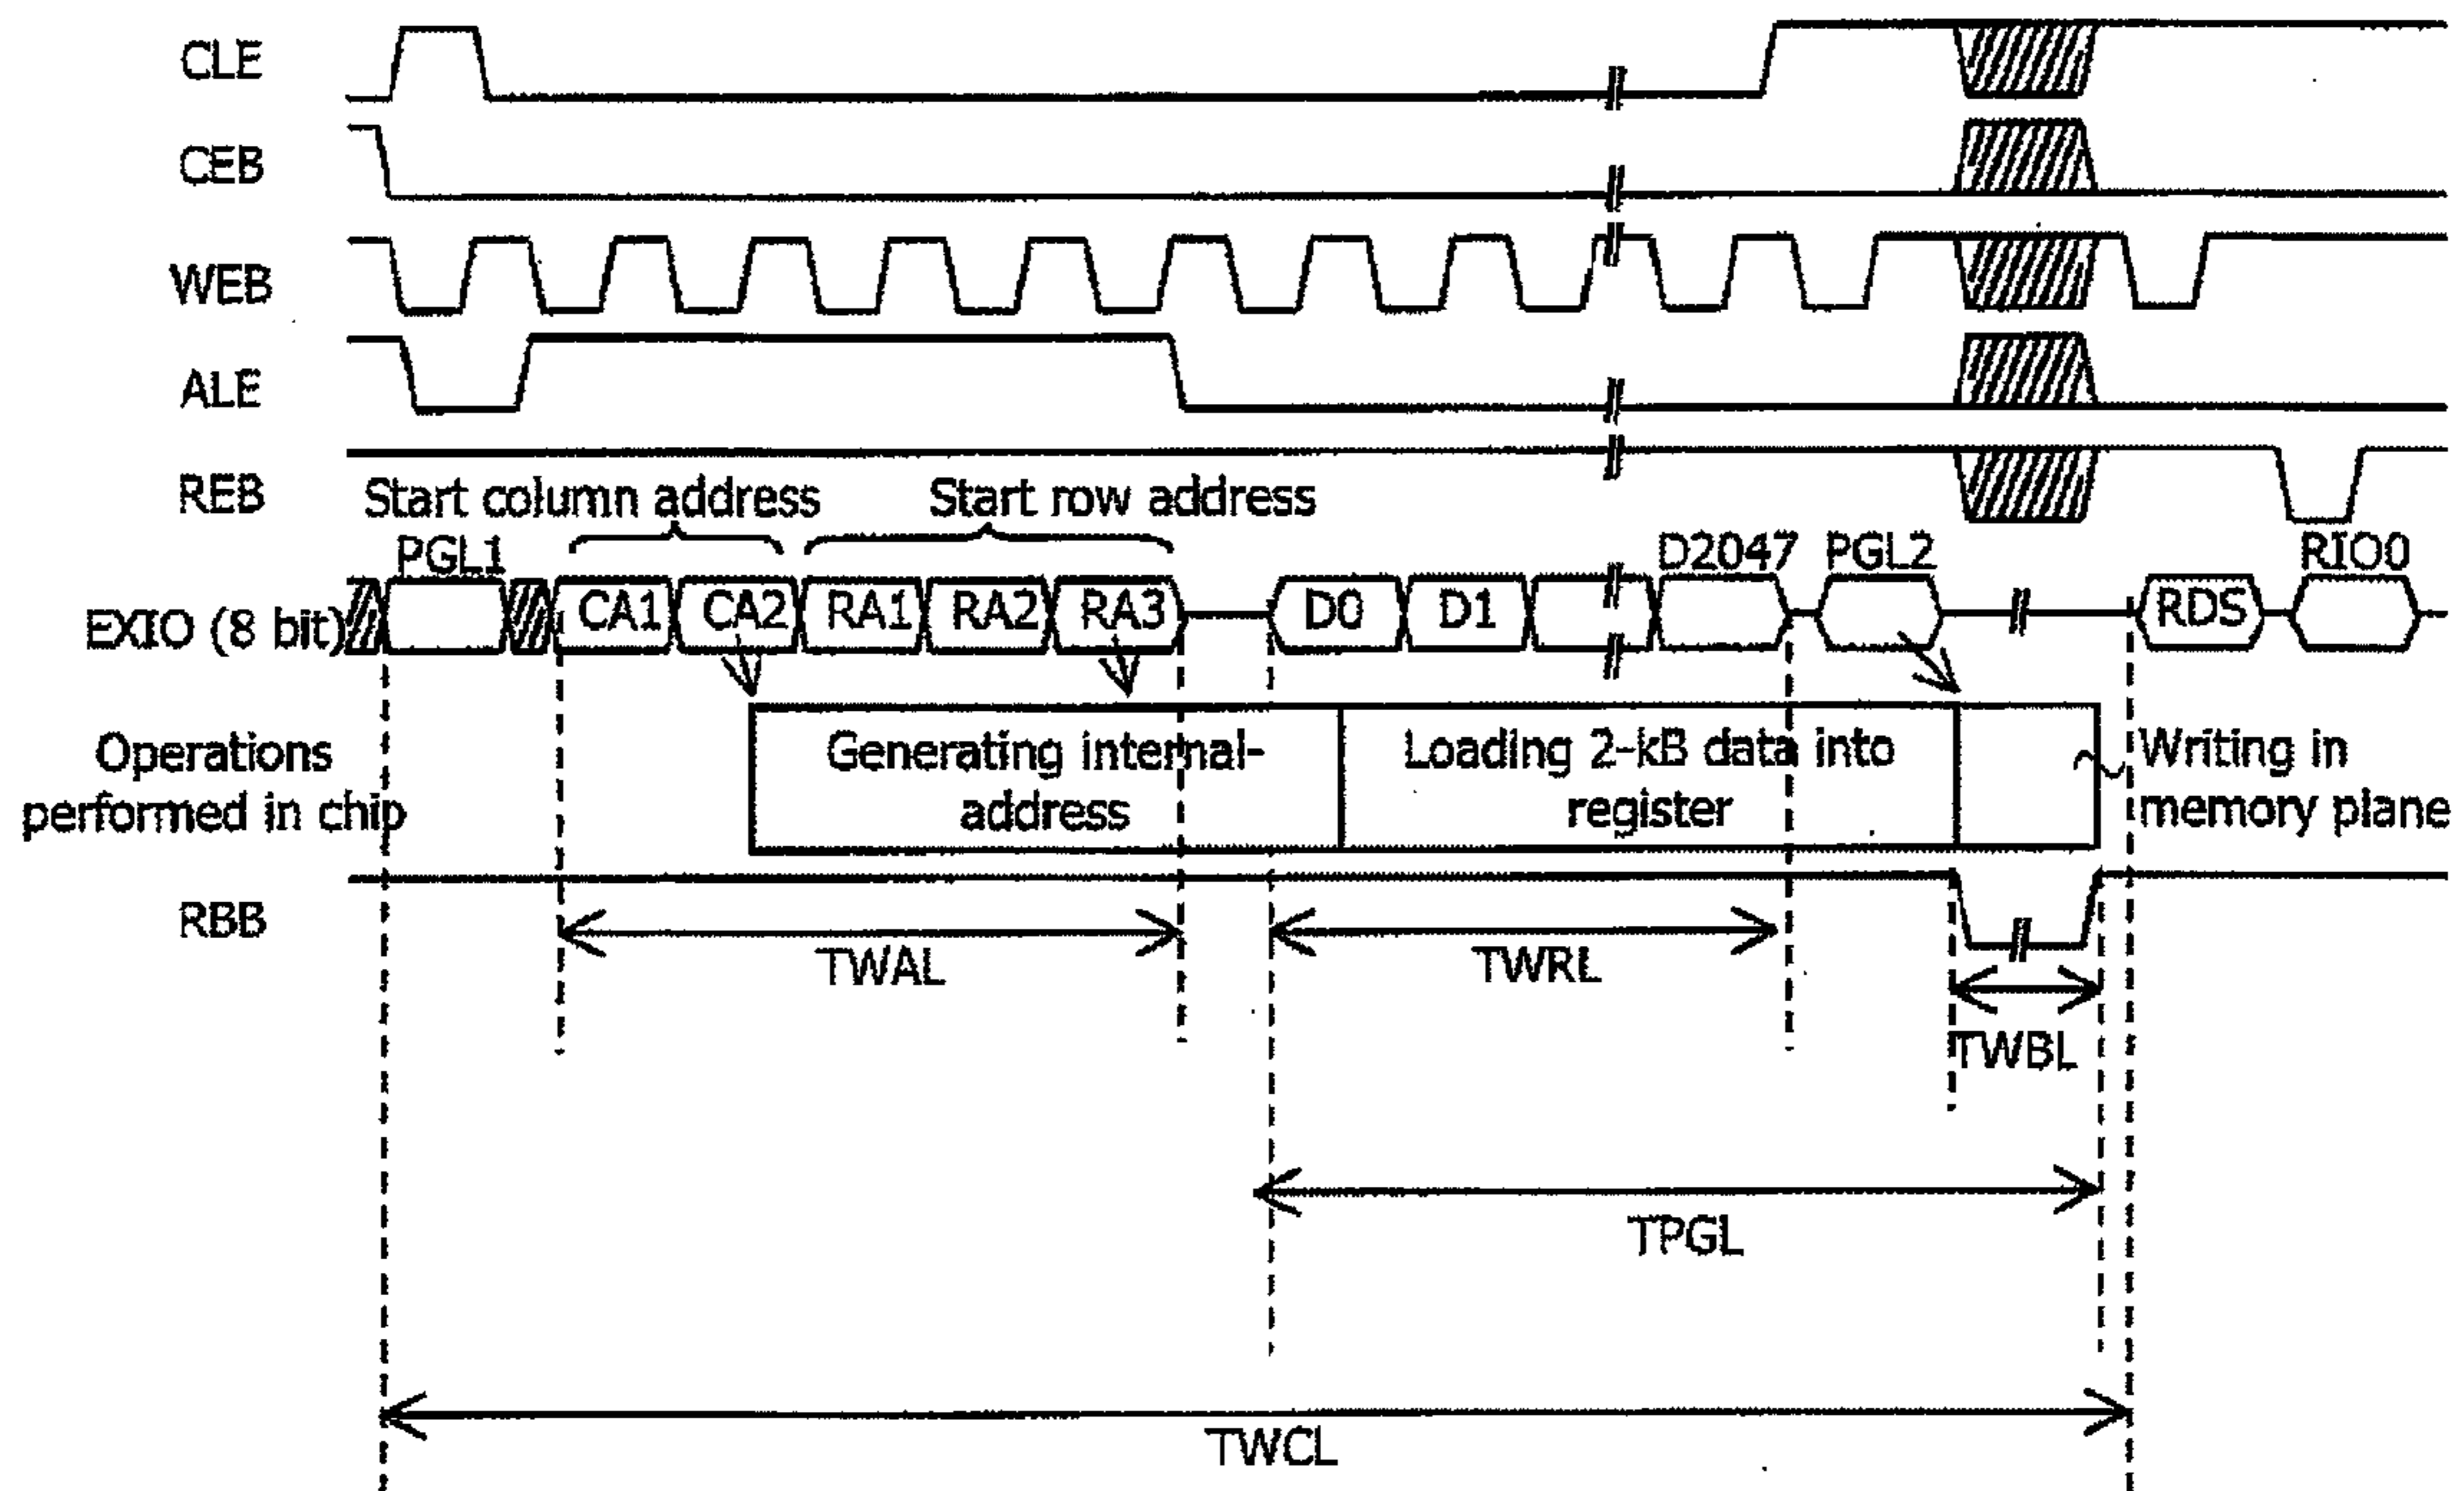 CLE
CEB
WEB
ALE
REB
Start column address
Start row address
PGL1
D2047
PGL2
RIO0
EXIO (8 bit)
CA1
CA2
RA1
RA2
RA3
D0
D1
RDS
Operations
performed in chip
Generating internal-
address
Loading 2-kB data into
register
Writing in
memory plane
RBB
TWAL
TWRL
TWBL
TPGL
TWCL